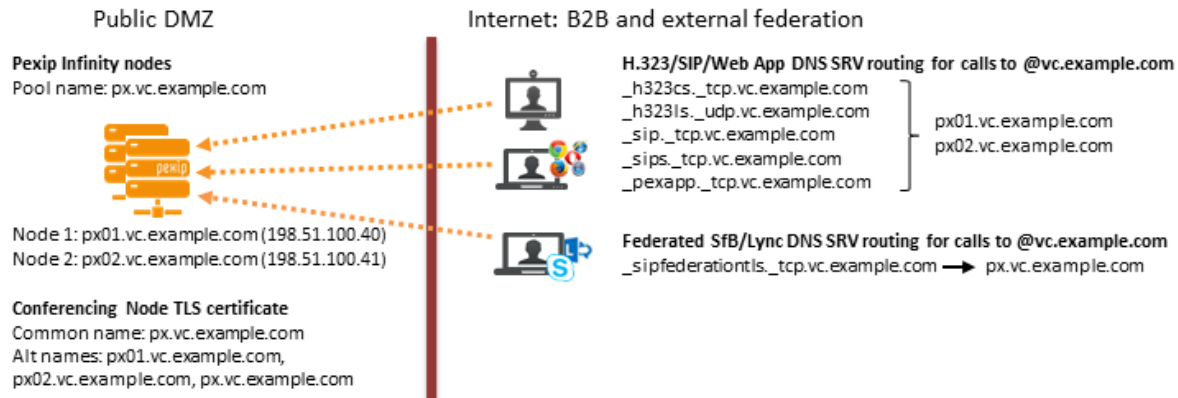 Public DMZ
Internet: B2B and external federation
Pexip Infinity nodes
Pool name: px.vc.example.com
pexip
Node 1: px01.vc.example.com (198.51.100.40)
Node 2: px02.vc.example.com (198.51.100.41)
Conferencing Node TLS certificate
Common name: px.vc.example.com
Alt names: px01.vc.example.com,
px02.vc.example.com, px.vc.example.com
H.323/SIP/Web App DNS SRV routing for calls to @vc.example.com
_h323cs._tcp.vc.example.com
_h323ls._udp.vc.example.com
_sip._tcp.vc.example.com
_sips._tcp.vc.example.com
_pexapp._tcp.vc.example.com
px01.vc.example.com
px02.vc.example.com
Federated SfB/Lync DNS SRV routing for calls to @vc.example.com
_sipfederationtls._tcp.vc.example.com → px.vc.example.com